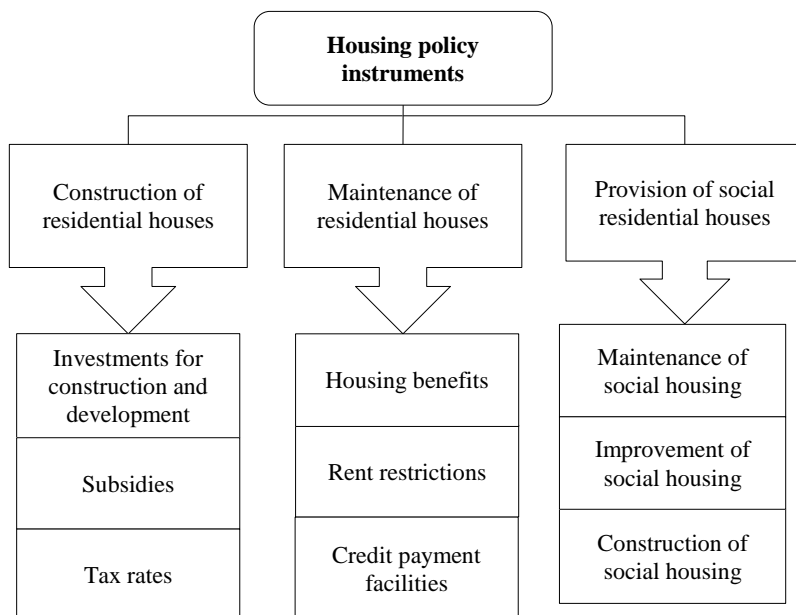 Housing policy
instruments
Construction of
residential houses
Maintenance of
residential houses
Provision of social
residential houses
Investments for
construction and
development
Subsidies
Tax rates
Housing benefits
Rent restrictions
Credit payment
facilities
Maintenance of
social housing
Improvement of
social housing
Construction of
social housing